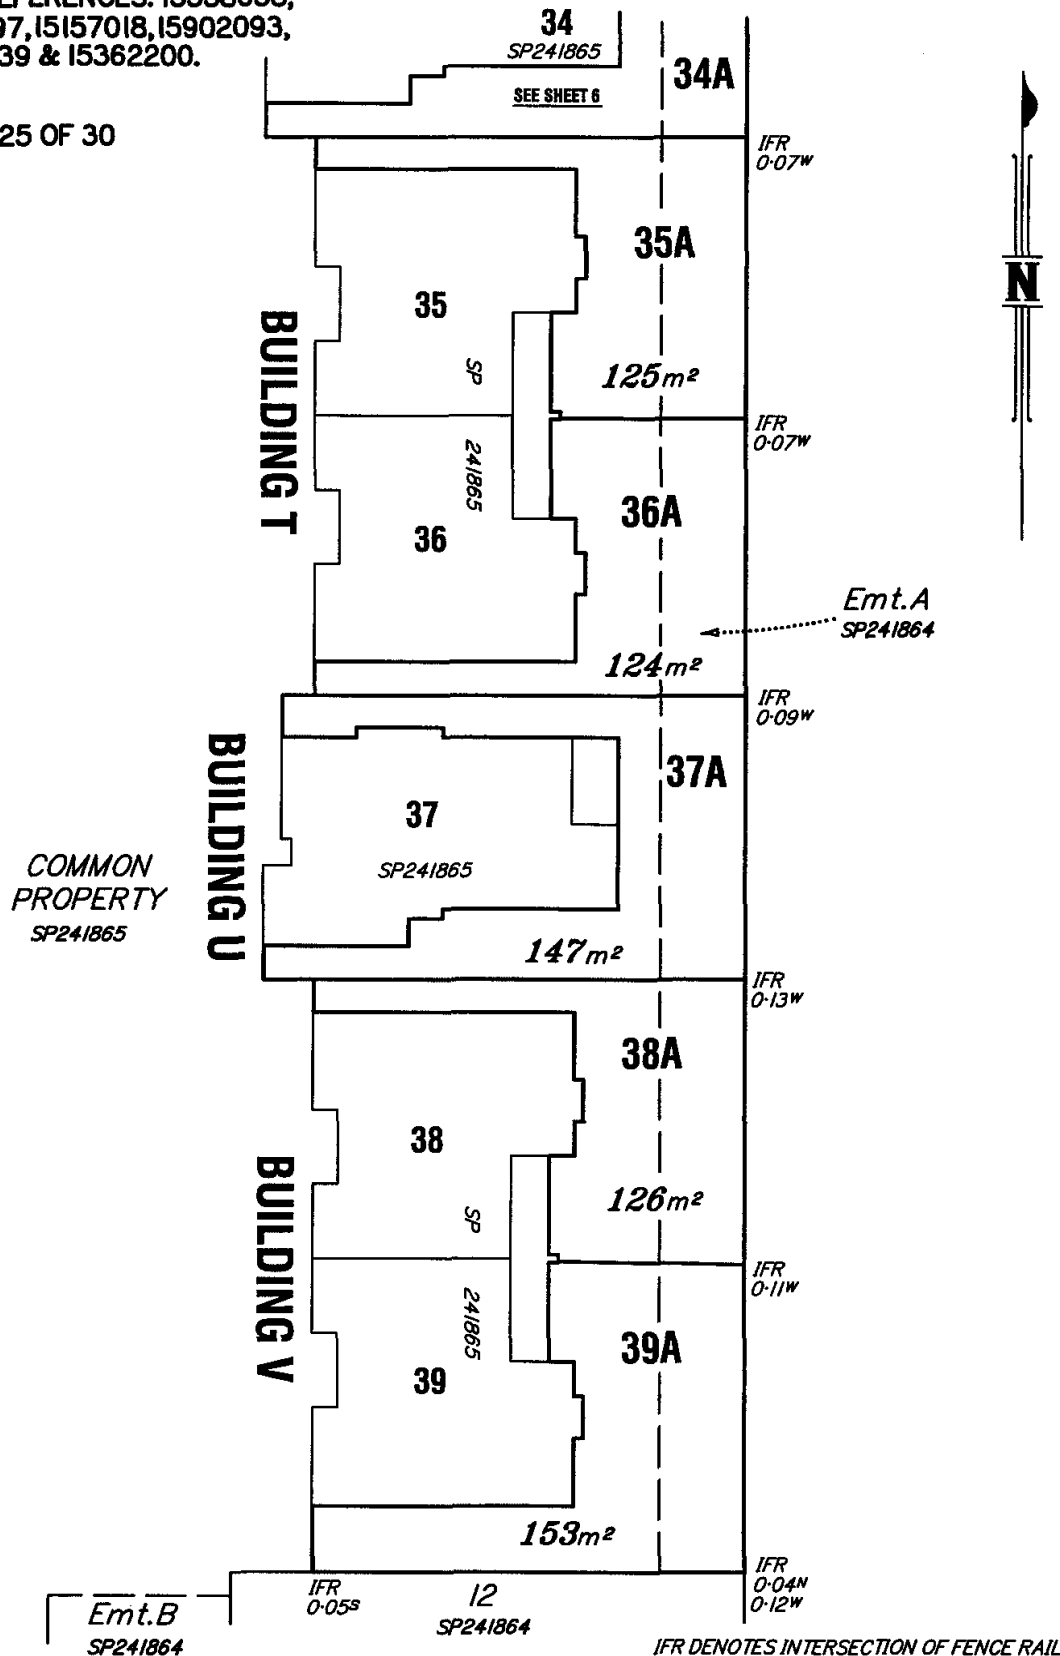 34
SP241865
34A
97,15157018,15902093,
39 & 15362200.
SEE SHEET 6
25 OF 30
IFR
0·07W
35A
N
35
BUILDING T
SP
125m²
IFR
0·07W
241865
36A
36
Emt.A
SP241864
124m²
IFR
0·09W
BUILDING U
37A
37
COMMON
PROPERTY
SP241865
SP241865
147m²
IFR
0·13W
38A
38
BUILDING V
126m²
SP
IFR
0·11W
241865
39A
39
153m²
IFR
0·04N
0·12W
IFR
0·05S
12
SP241864
Emt.B
SP241864
IFR DENOTES INTERSECTION OF FENCE RAIL